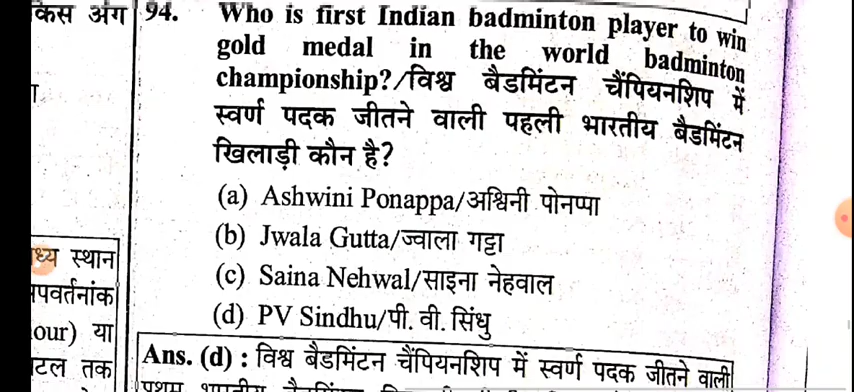 किस अंग
ध्य स्थान
पवर्तनांक
our) या
टल तक
94. Who is first Indian badminton player to win
gold medal in the world badminton
championship?/विश्व बैडमिंटन चैंपियनशिप में
स्वर्ण पदक जीतने वाली पहली भारतीय बैडमिंटन
खिलाड़ी कौन है?
(a) Ashwini Ponappa/अश्विनी पोनप्पा
(b) Jwala Gutta/ज्वाला गट्टा
(c) Saina Nehwal/साइना नेहवाल
(d) PV Sindhu/पी. वी. सिंधु
Ans. (d) : विश्व बैडमिंटन चैंपियनशिप में स्वर्ण पदक जीतने वाली